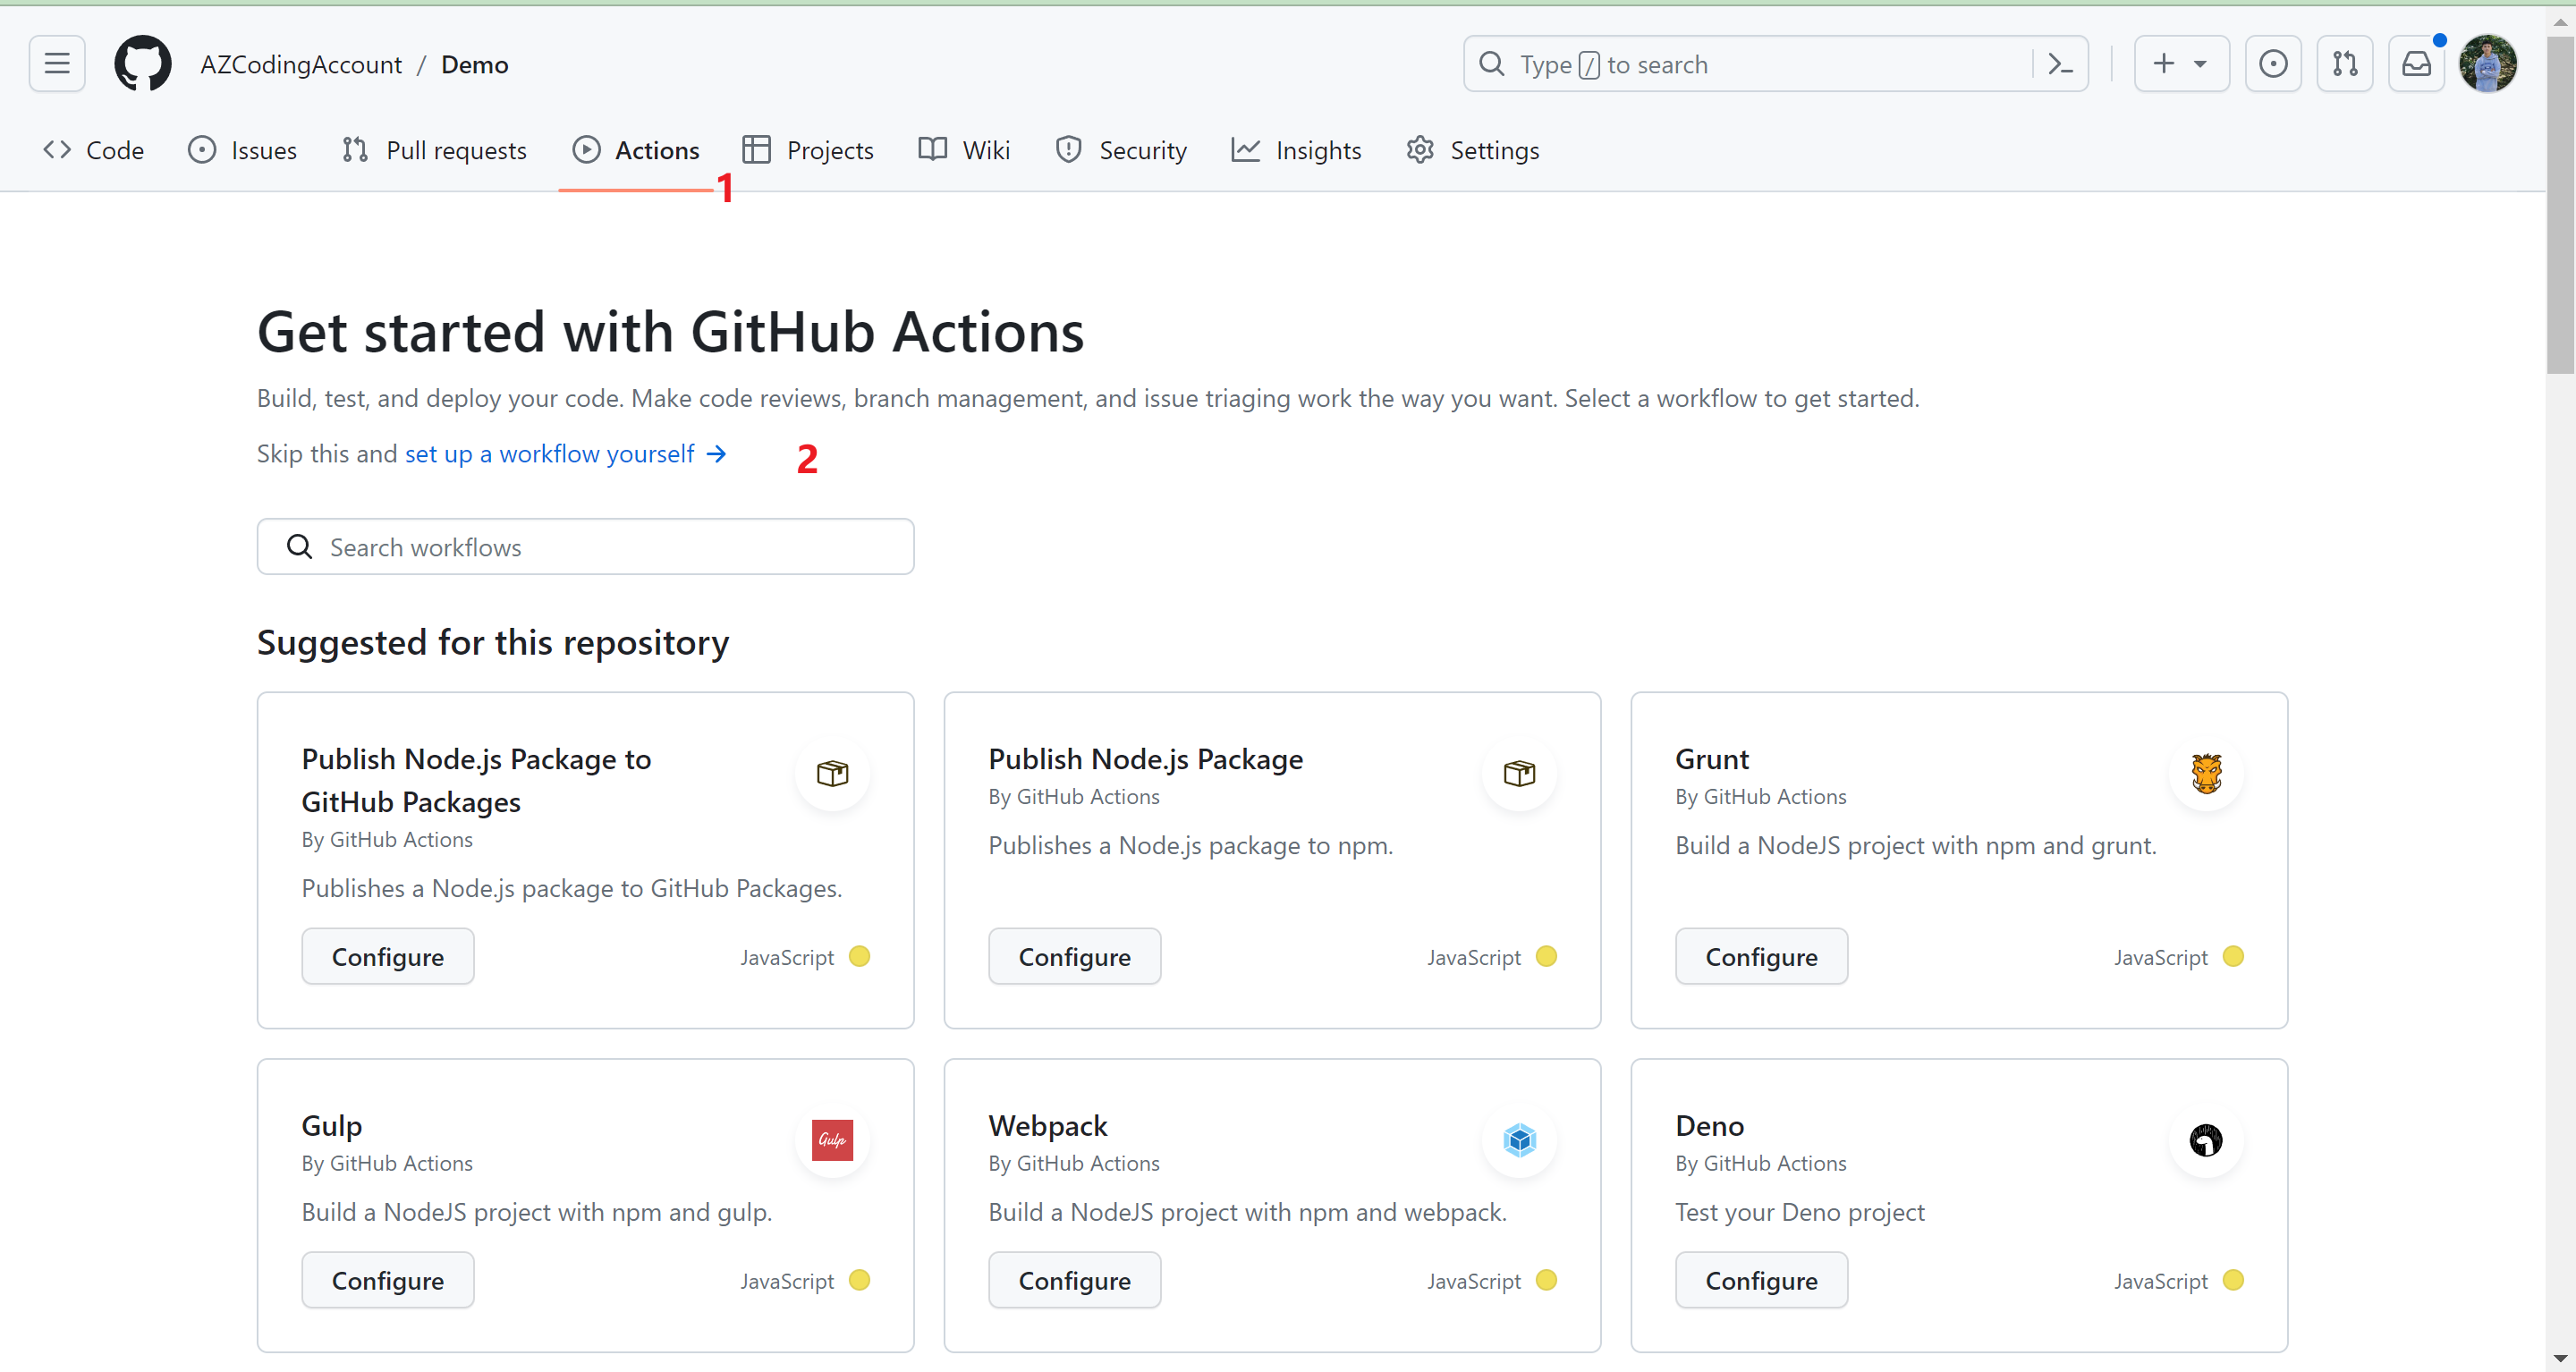 AZCodingAccount / Demo
Type / to search
Code Issues Pull requests Actions Projects Wiki Security Insights Settings
1
Get started with GitHub Actions
Build, test, and deploy your code. Make code reviews, branch management, and issue triaging work the way you want. Select a workflow to get started.
Skip this and set up a workflow yourself →
2
Search workflows
Suggested for this repository
Publish Node.js Package to
GitHub Packages
By GitHub Actions
Publishes a Node.js package to GitHub Packages.
Configure
JavaScript
Publish Node.js Package
By GitHub Actions
Publishes a Node.js package to npm.
Configure
JavaScript
Grunt
By GitHub Actions
Build a NodeJS project with npm and grunt.
Configure
JavaScript
Gulp
By GitHub Actions
Gulp
Build a NodeJS project with npm and gulp.
Configure
JavaScript
Webpack
By GitHub Actions
Build a NodeJS project with npm and webpack.
Configure
JavaScript
Deno
By GitHub Actions
Test your Deno project
Configure
JavaScript